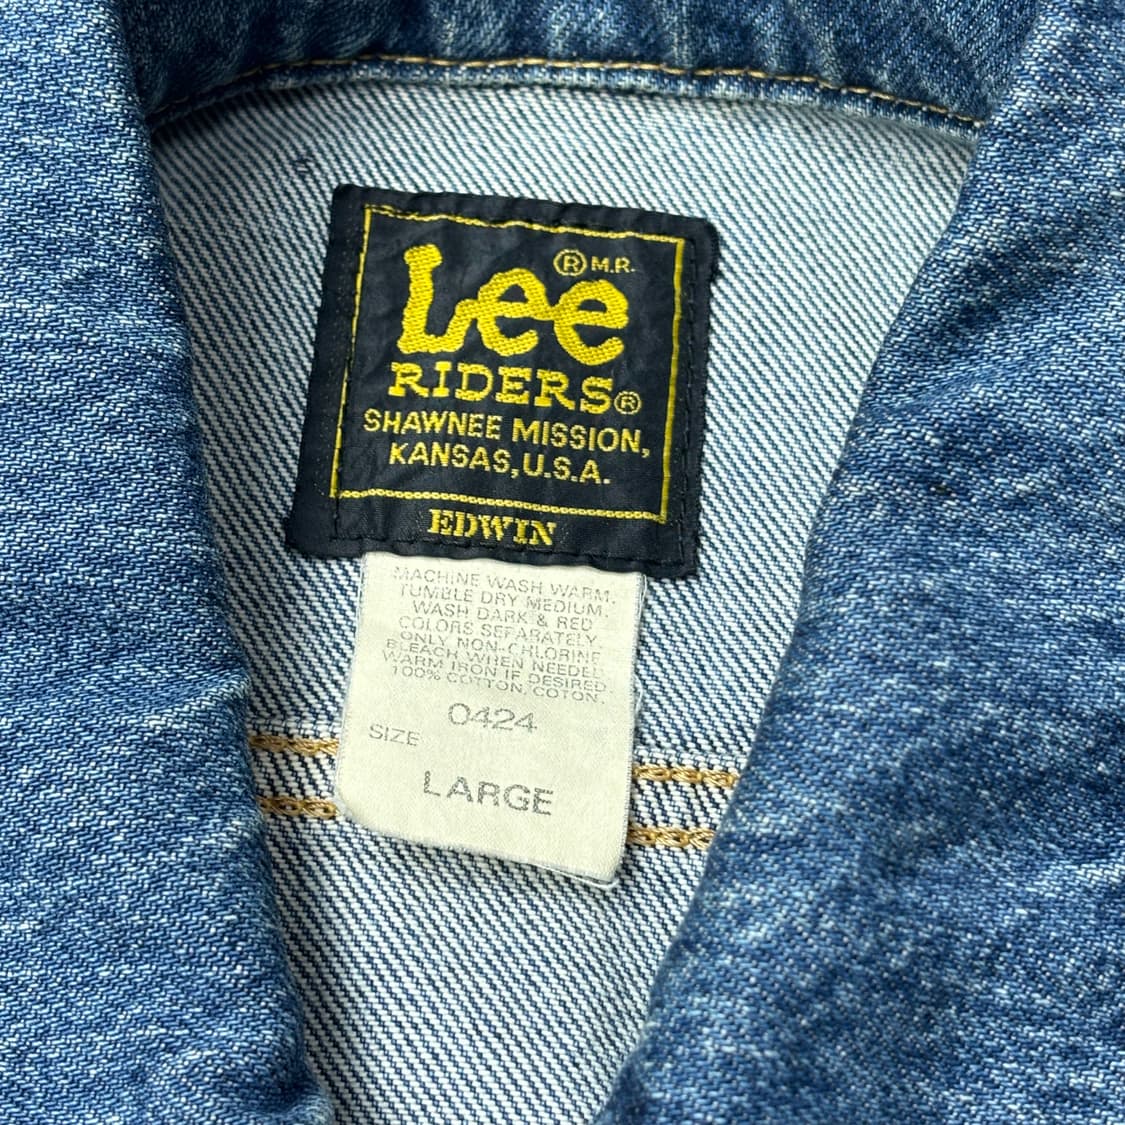 Lee ® M.R.
RIDERS®
SHAWNEE MISSION,
KANSAS, U.S.A.
EDWIN
MACHINE WASH WARM.
TUMBLE DRY MEDIUM.
WASH DARK & RED
COLORS SEPARATELY.
ONLY NON-CHLORINE
BLEACH WHEN NEEDED.
WARM IRON IF DESIRED.
100% COTTON, COTON.
0424
SIZE
LARGE